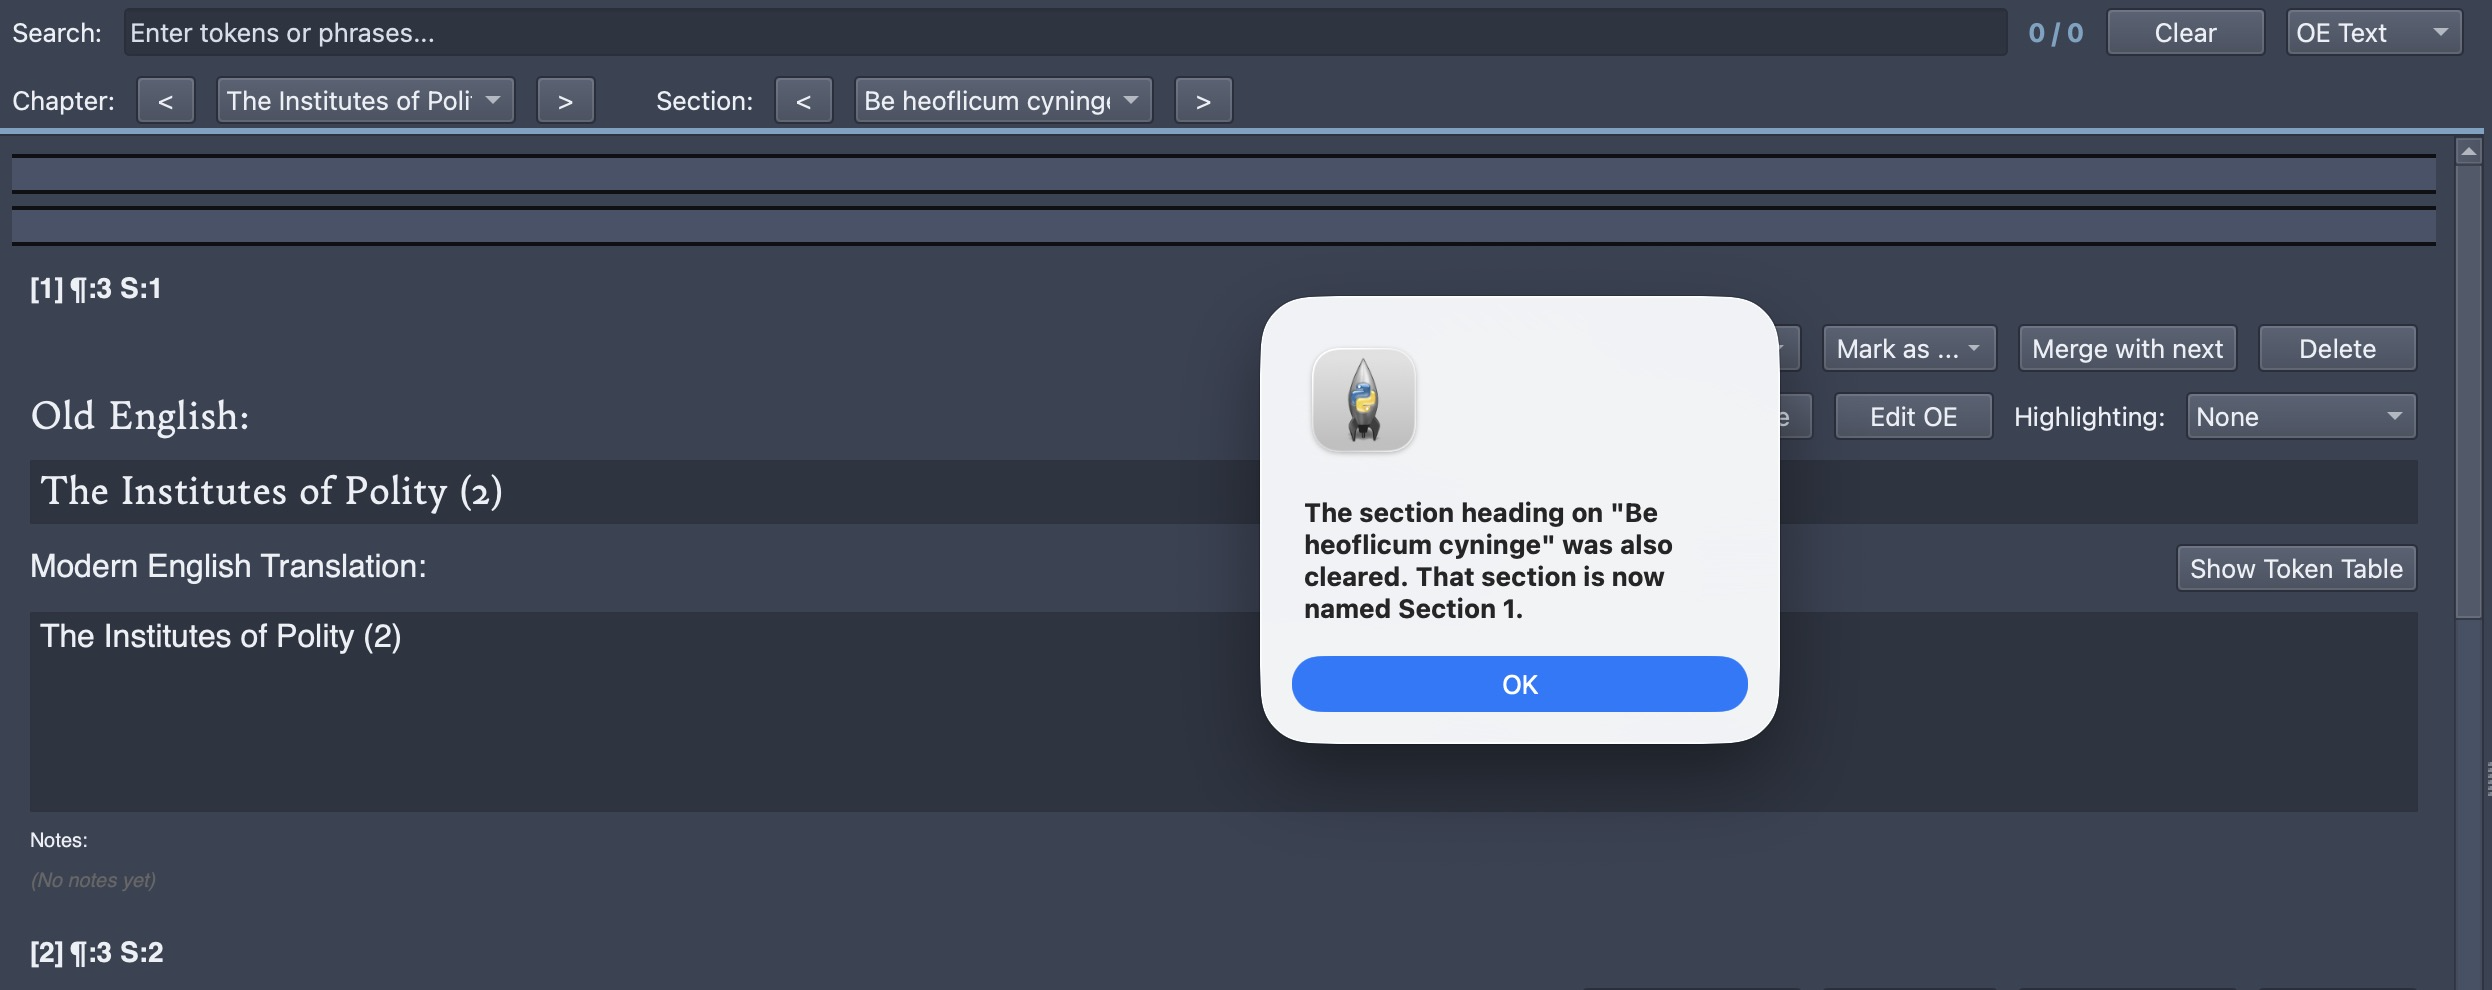 Search: Enter tokens or phrases... 0 / 0 Clear OE Text
Chapter: < The Institutes of Poli > Section: < Be heoflicum cyninge >
[1] ¶:3 S:1
Mark as ... Merge with next Delete
Old English: Edit OE Highlighting: None
The Institutes of Polity (2)
Modern English Translation: Show Token Table
The Institutes of Polity (2)
Notes:
(No notes yet)
[2] ¶:3 S:2
The section heading on "Be
heoflicum cyninge" was also
cleared. That section is now
named Section 1.
OK